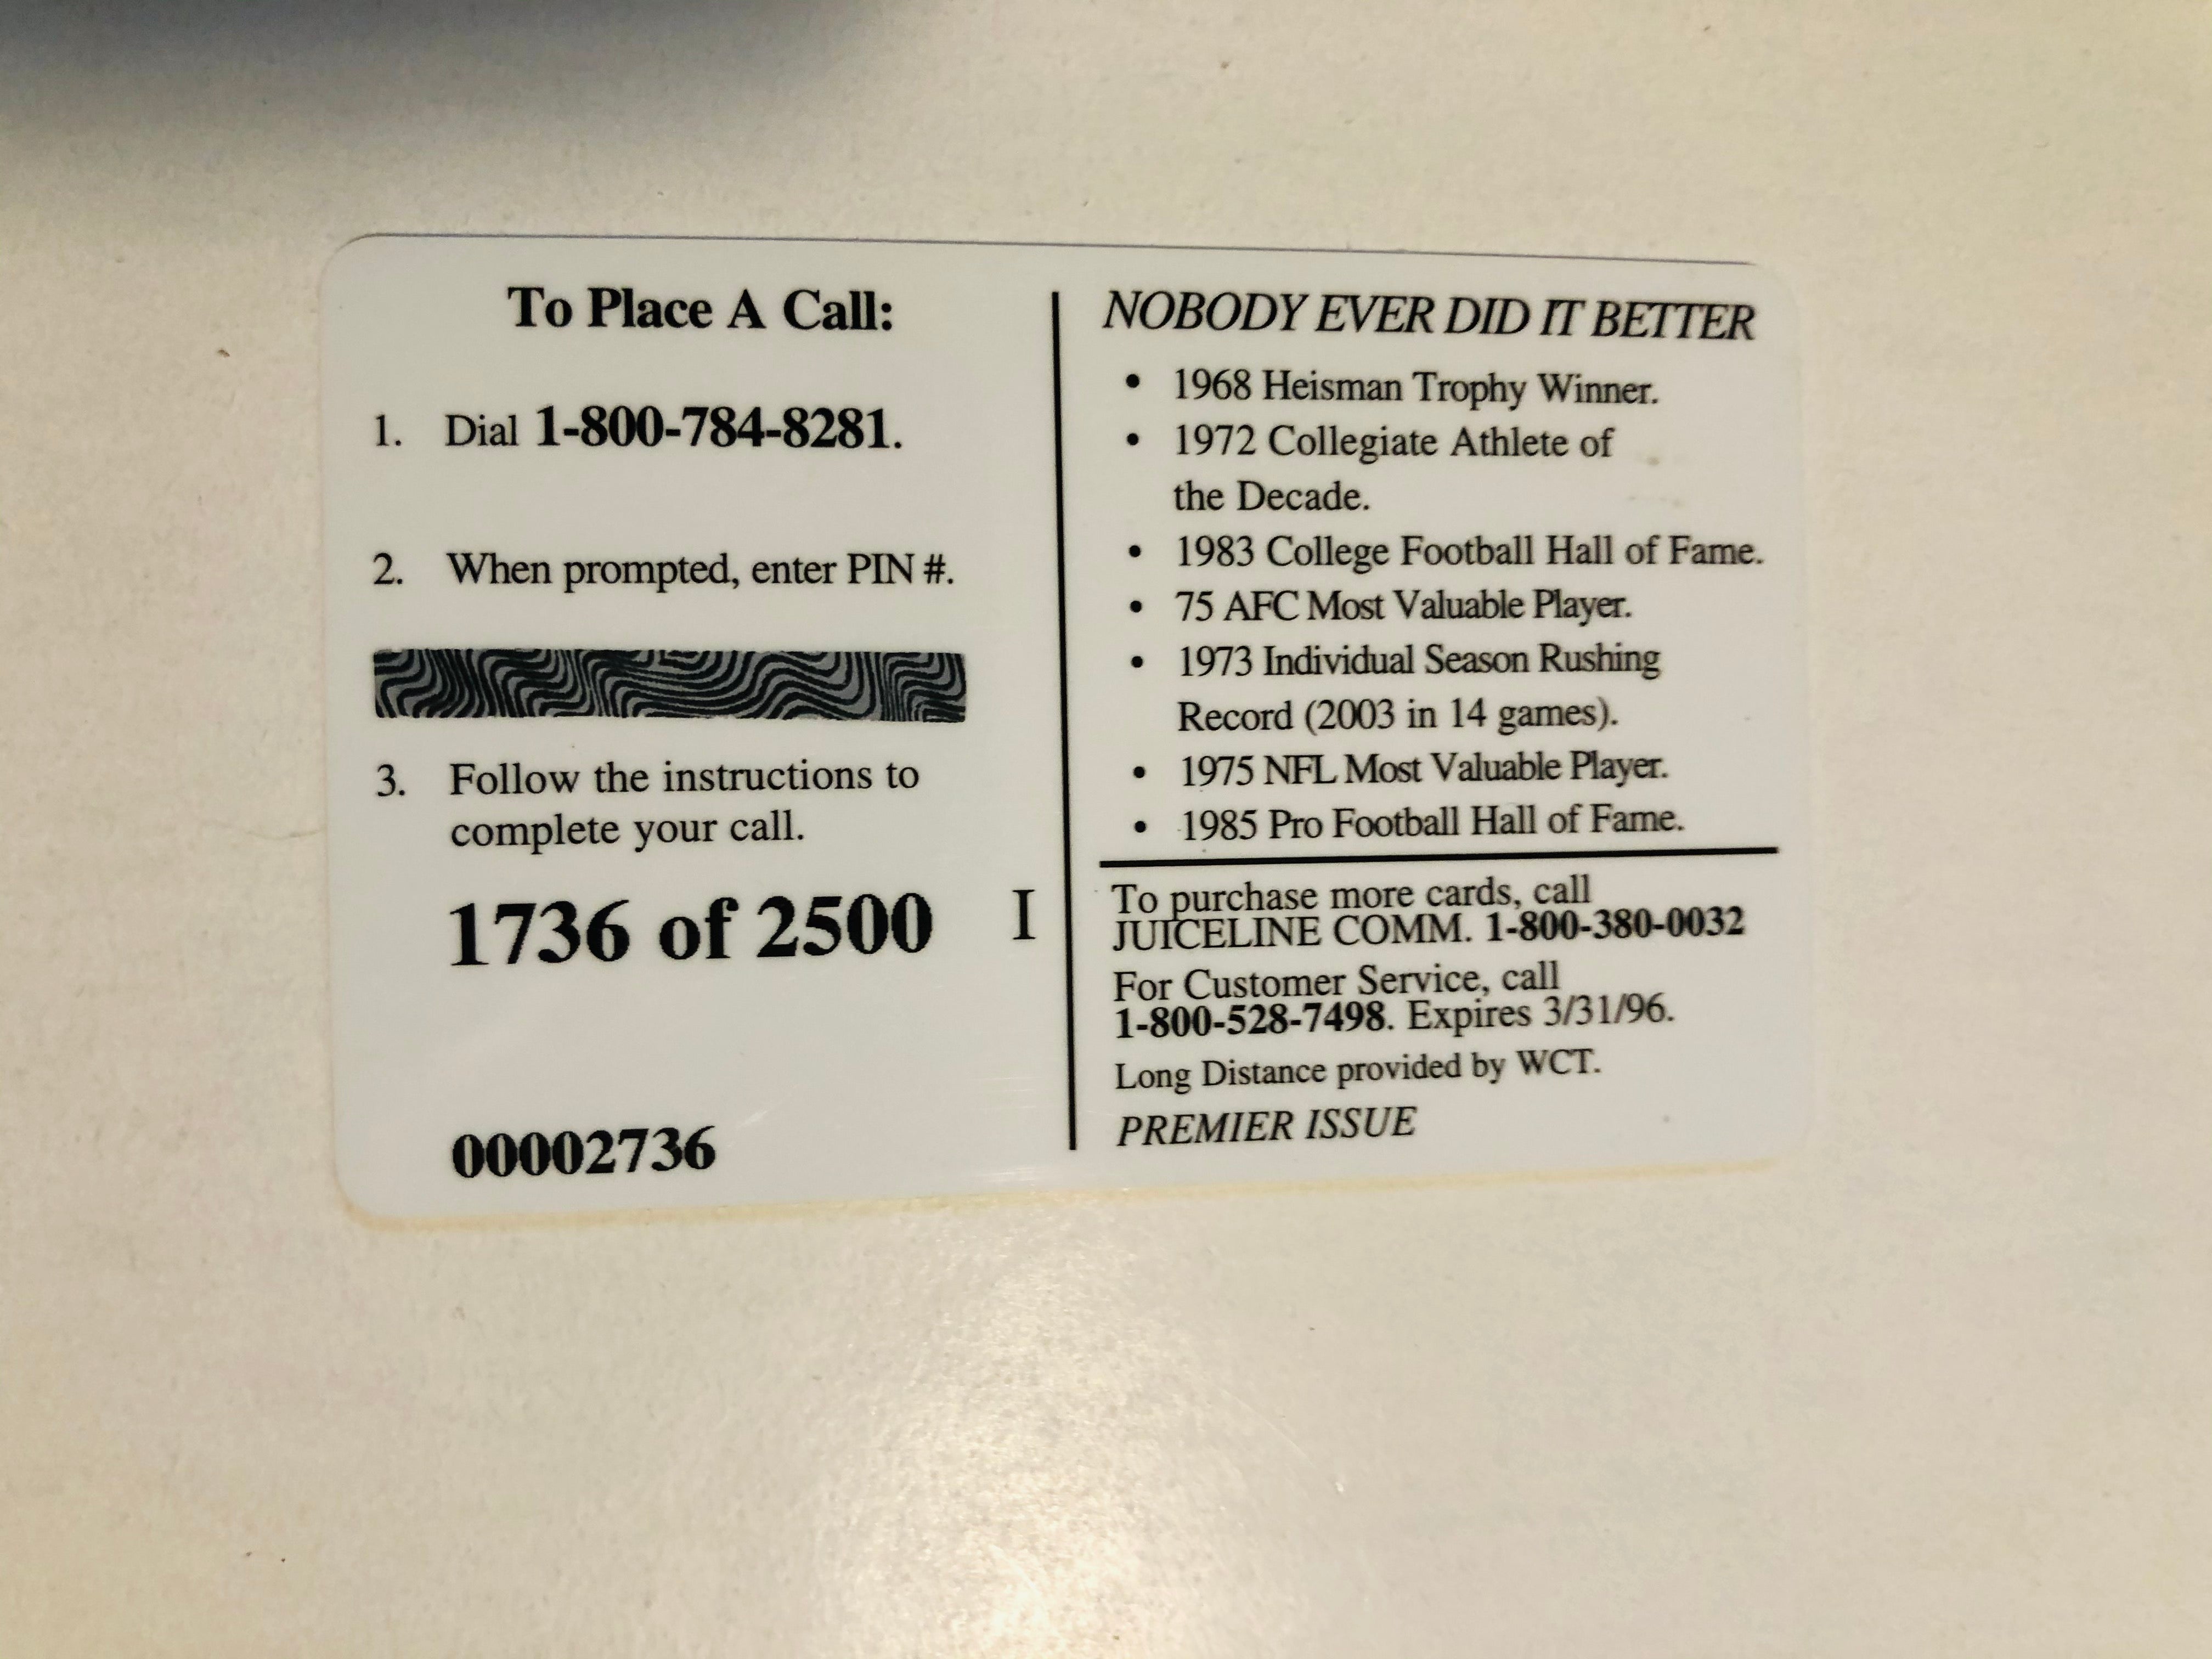 To Place A Call:
1. Dial 1-800-784-8281.
2. When prompted, enter PIN #.
3. Follow the instructions to
complete your call.
1736 of 2500 I
00002736
NOBODY EVER DID IT BETTER
• 1968 Heisman Trophy Winner.
• 1972 Collegiate Athlete of
the Decade.
• 1983 College Football Hall of Fame.
• 75 AFC Most Valuable Player.
• 1973 Individual Season Rushing
Record (2003 in 14 games).
• 1975 NFL Most Valuable Player.
• 1985 Pro Football Hall of Fame.
To purchase more cards, call
JUICELINE COMM. 1-800-380-0032
For Customer Service, call
1-800-528-7498. Expires 3/31/96.
Long Distance provided by WCT.
PREMIER ISSUE